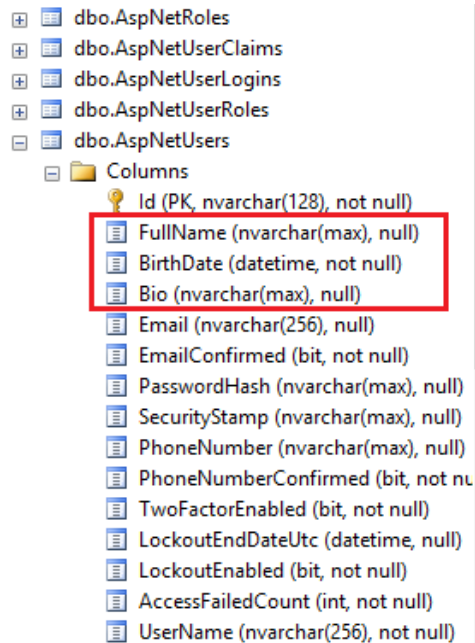 dbo.AspNetRoles
dbo.AspNetUserClaims
dbo.AspNetUserLogins
dbo.AspNetUserRoles
dbo.AspNetUsers
Columns
Id (PK, nvarchar(128), not null)
FullName (nvarchar(max), null)
BirthDate (datetime, not null)
Bio (nvarchar(max), null)
Email (nvarchar(256), null)
EmailConfirmed (bit, not null)
PasswordHash (nvarchar(max), null)
SecurityStamp (nvarchar(max), null)
PhoneNumber (nvarchar(max), null)
PhoneNumberConfirmed (bit, not nu
TwoFactorEnabled (bit, not null)
LockoutEndDateUtc (datetime, null)
LockoutEnabled (bit, not null)
AccessFailedCount (int, not null)
UserName (nvarchar(256), not null)